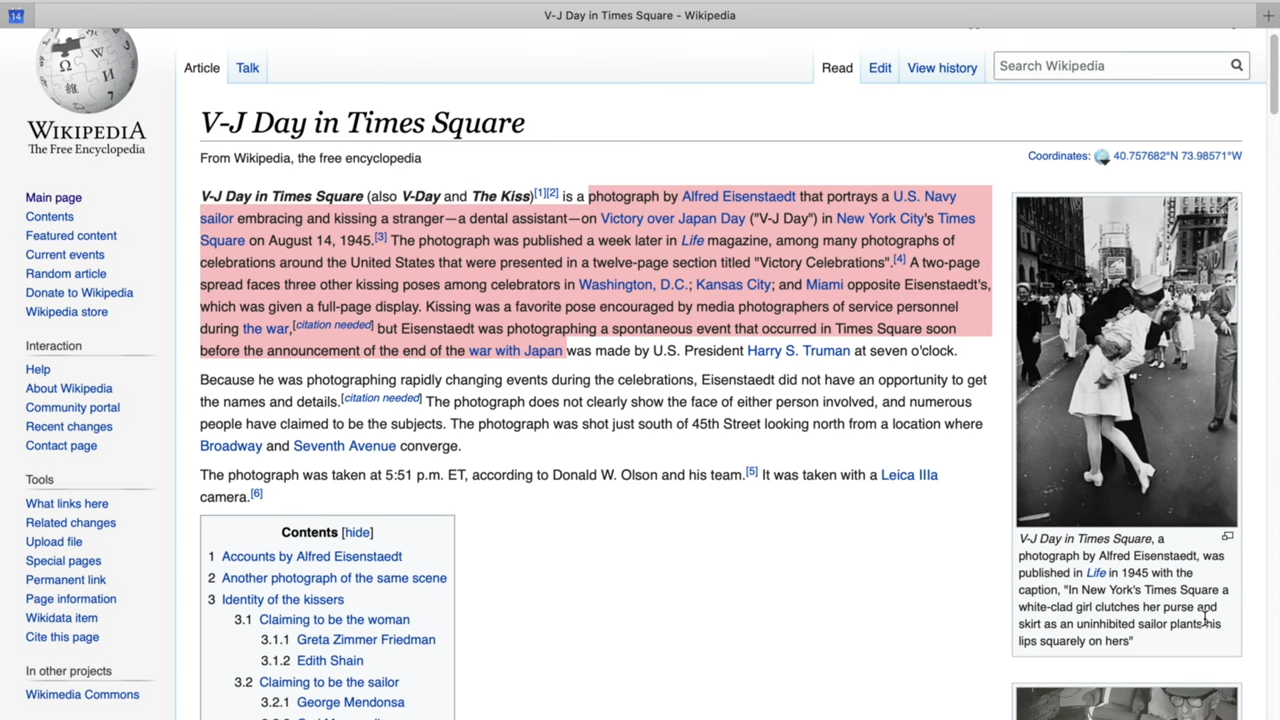 14
V-J Day in Times Square - Wikipedia
WIKIPEDIA
The Free Encyclopedia
Main page
Contents
Featured content
Current events
Random article
Donate to Wikipedia
Wikipedia store
Interaction
Help
About Wikipedia
Community portal
Recent changes
Contact page
Tools
What links here
Related changes
Upload file
Special pages
Permanent link
Page information
Wikidata item
Cite this page
In other projects
Wikimedia Commons
Article Talk
Read Edit View history Search Wikipedia
V-J Day in Times Square
From Wikipedia, the free encyclopedia
Coordinates: 40.757682°N 73.98571°W
V-J Day in Times Square (also V-Day and The Kiss)[1][2] is a photograph by Alfred Eisenstaedt that portrays a U.S. Navy
sailor embracing and kissing a stranger—a dental assistant—on Victory over Japan Day ("V-J Day") in New York City's Times
Square on August 14, 1945.[3] The photograph was published a week later in Life magazine, among many photographs of
celebrations around the United States that were presented in a twelve-page section titled "Victory Celebrations".[4] A two-page
spread faces three other kissing poses among celebrators in Washington, D.C.; Kansas City; and Miami opposite Eisenstaedt's,
which was given a full-page display. Kissing was a favorite pose encouraged by media photographers of service personnel
during the war,[citation needed] but Eisenstaedt was photographing a spontaneous event that occurred in Times Square soon
before the announcement of the end of the war with Japan was made by U.S. President Harry S. Truman at seven o'clock.
Because he was photographing rapidly changing events during the celebrations, Eisenstaedt did not have an opportunity to get
the names and details.[citation needed] The photograph does not clearly show the face of either person involved, and numerous
people have claimed to be the subjects. The photograph was shot just south of 45th Street looking north from a location where
Broadway and Seventh Avenue converge.
The photograph was taken at 5:51 p.m. ET, according to Donald W. Olson and his team.[5] It was taken with a Leica IIIa
camera.[6]
Contents [hide]
1 Accounts by Alfred Eisenstaedt
2 Another photograph of the same scene
3 Identity of the kissers
3.1 Claiming to be the woman
3.1.1 Greta Zimmer Friedman
3.1.2 Edith Shain
3.2 Claiming to be the sailor
3.2.1 George Mendonsa
V-J Day in Times Square, a
photograph by Alfred Eisenstaedt, was
published in Life in 1945 with the
caption, "In New York's Times Square a
white-clad girl clutches her purse and
skirt as an uninhibited sailor plants his
lips squarely on hers"